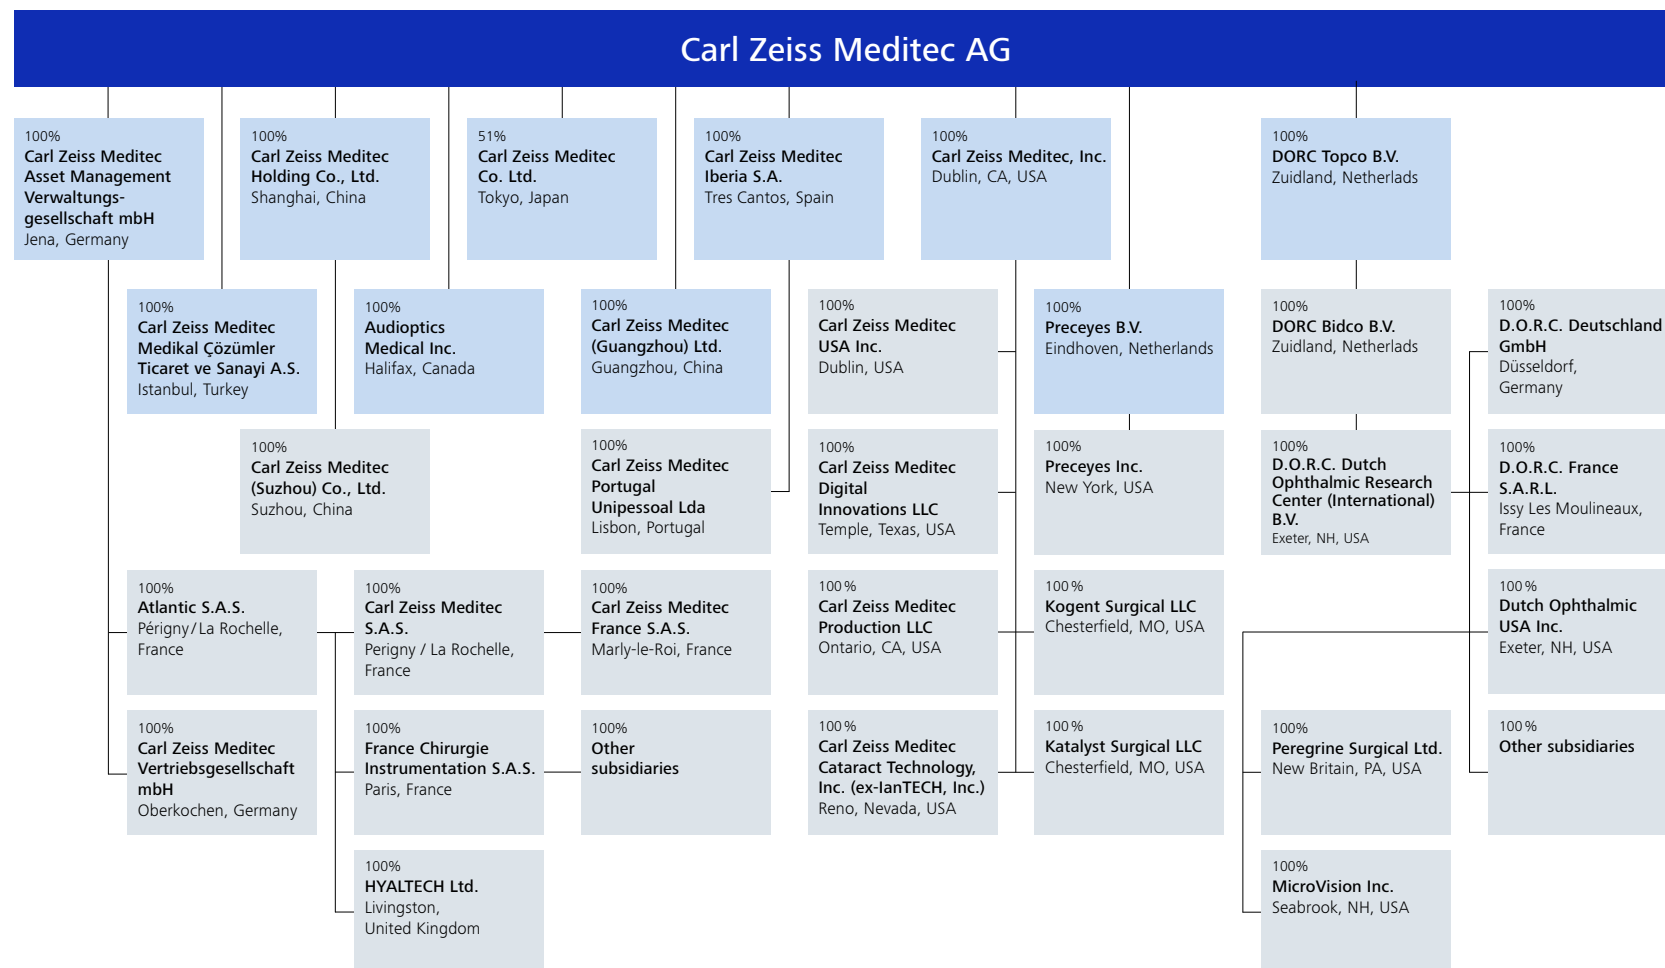 Carl Zeiss Meditec AG
100%
Carl Zeiss Meditec
Asset Management
Verwaltungs-
gesellschaft mbH
Jena, Germany
100%
Carl Zeiss Meditec
Holding Co., Ltd.
Shanghai, China
51%
Carl Zeiss Meditec
Co. Ltd.
Tokyo, Japan
100%
Carl Zeiss Meditec
Iberia S.A.
Tres Cantos, Spain
100%
Carl Zeiss Meditec, Inc.
Dublin, CA, USA
100%
DORC Topco B.V.
Zuidland, Netherlads
100%
Carl Zeiss Meditec
Medikal Çözümler
Ticaret ve Sanayi A.S.
Istanbul, Turkey
100%
Audioptics
Medical Inc.
Halifax, Canada
100%
Carl Zeiss Meditec
(Guangzhou) Ltd.
Guangzhou, China
100%
Carl Zeiss Meditec
USA Inc.
Dublin, USA
100%
Preceyes B.V.
Eindhoven, Netherlands
100%
DORC Bidco B.V.
Zuidland, Netherlads
100%
D.O.R.C. Deutschland
GmbH
Düsseldorf,
Germany
100%
Carl Zeiss Meditec
(Suzhou) Co., Ltd.
Suzhou, China
100%
Carl Zeiss Meditec
Portugal
Unipessoal Lda
Lisbon, Portugal
100%
Carl Zeiss Meditec
Digital
Innovations LLC
Temple, Texas, USA
100%
Preceyes Inc.
New York, USA
100%
D.O.R.C. Dutch
Ophthalmic Research
Center (International)
B.V.
Exeter, NH, USA
100%
D.O.R.C. France
S.A.R.L.
Issy Les Moulineaux,
France
100%
Atlantic S.A.S.
Périgny/La Rochelle,
France
100%
Carl Zeiss Meditec
S.A.S.
Perigny / La Rochelle,
France
100%
Carl Zeiss Meditec
France S.A.S.
Marly-le-Roi, France
100 %
Carl Zeiss Meditec
Production LLC
Ontario, CA, USA
100 %
Kogent Surgical LLC
Chesterfield, MO, USA
100 %
Dutch Ophthalmic
USA Inc.
Exeter, NH, USA
100%
Carl Zeiss Meditec
Vertriebsgesellschaft
mbH
Oberkochen, Germany
100%
France Chirurgie
Instrumentation S.A.S.
Paris, France
100%
Other
subsidiaries
100 %
Carl Zeiss Meditec
Cataract Technology,
Inc. (ex-IanTECH, Inc.)
Reno, Nevada, USA
100 %
Katalyst Surgical LLC
Chesterfield, MO, USA
100%
Peregrine Surgical Ltd.
New Britain, PA, USA
100 %
Other subsidiaries
100%
HYALTECH Ltd.
Livingston,
United Kingdom
100%
MicroVision Inc.
Seabrook, NH, USA